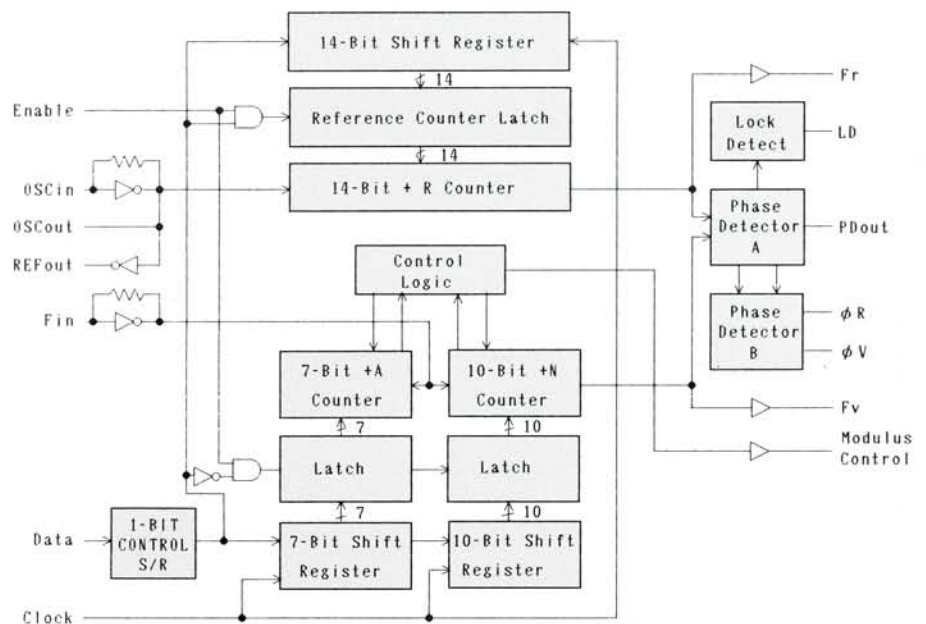 14-Bit Shift Register
14
Enable
Reference Counter Latch
14
Fr
Lock
Detect
LD
OSCin
14-Bit + R Counter
OSCout
Phase
Detector
A
PDout
REFout
Control
Logic
Fin
Phase
Detector
B
φR
φV
7-Bit +A
Counter
10-Bit +N
Counter
Fv
7
10
Modulus
Control
Latch
Latch
7
10
Data
1-BIT
CONTROL
S/R
7-Bit Shift
Register
10-Bit Shift
Register
Clock